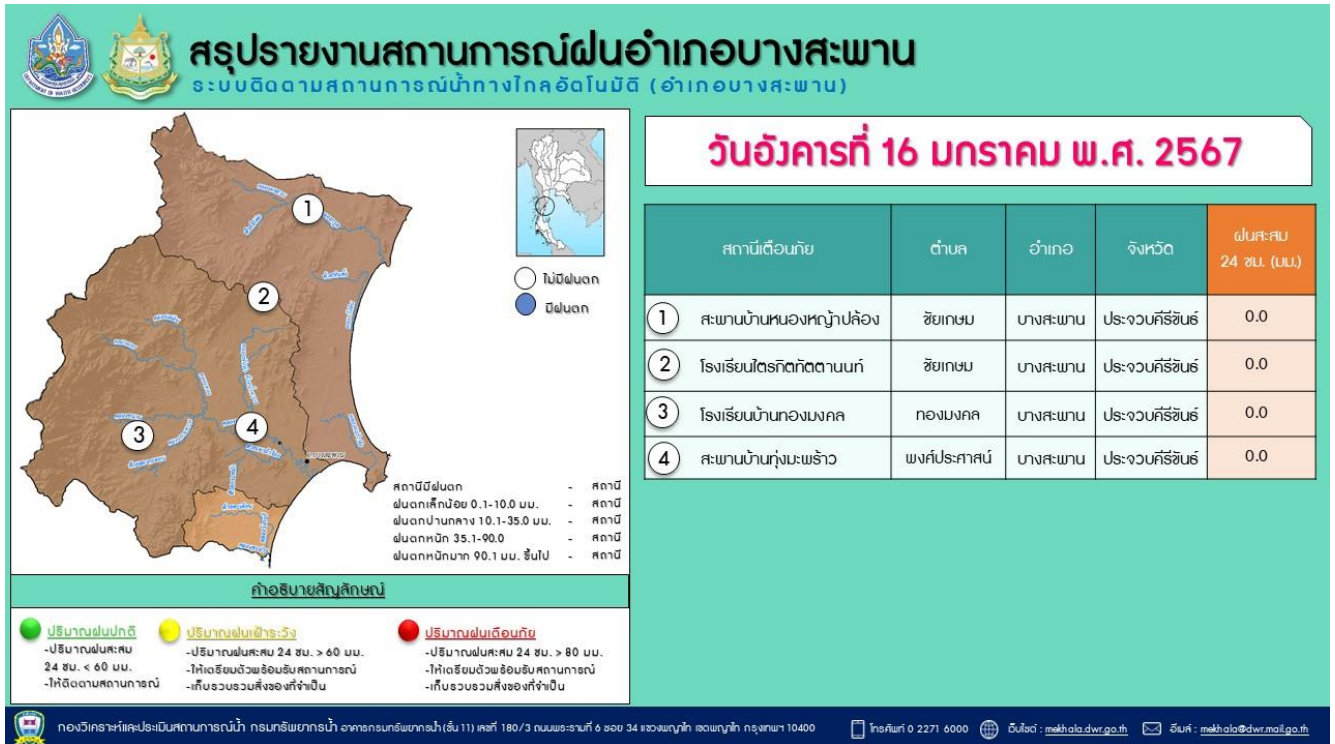 สรุปรายงานสถานการณ์ฝนอำเภอบางสะพาน
ระบบติดตามสถานการณ์น้ำทางไกลอัตโนมัติ (อำเภอบางสะพาน)
วันอังคารที่ 16 มกราคม พ.ศ. 2567
1
2
3
4
ไม่มีฝนตก
มีฝนตก
สถานีมีฝนตก - สถานี
ฝนตกเล็กน้อย 0.1-10.0 มม. - สถานี
ฝนตกปานกลาง 10.1-35.0 มม. - สถานี
ฝนตกหนัก 35.1-90.0 - สถานี
ฝนตกหนักมาก 90.1 มม. ขึ้นไป - สถานี
สถานีเตือนภัย ตำบล อำเภอ จังหวัด ฝนสะสม
24 ชม. (มม.)
1 สะพานบ้านหนองหญ้าปล้อง ชัยเกษม บางสะพาน ประจวบคีรีขันธ์ 0.0
2 โรงเรียนไตรกิตทัตตานนท์ ชัยเกษม บางสะพาน ประจวบคีรีขันธ์ 0.0
3 โรงเรียนบ้านทองมงคล ทองมงคล บางสะพาน ประจวบคีรีขันธ์ 0.0
4 สะพานบ้านทุ่งมะพร้าว พงศ์ประศาสน์ บางสะพาน ประจวบคีรีขันธ์ 0.0
คำอธิบายสัญลักษณ์
ปริมาณฝนปกติ
-ปริมาณฝนสะสม
24 ชม. < 60 มม.
-ให้ติดตามสถานการณ์
ปริมาณฝนเฝ้าระวัง
-ปริมาณฝนสะสม 24 ชม. > 60 มม.
-ให้เตรียมตัวพร้อมรับสถานการณ์
-เก็บรวบรวมสิ่งของที่จำเป็น
ปริมาณฝนเตือนภัย
-ปริมาณฝนสะสม 24 ชม. > 80 มม.
-ให้เตรียมตัวพร้อมรับสถานการณ์
-เก็บรวบรวมสิ่งของที่จำเป็น
กองวิเคราะห์และประเมินสถานการณ์น้ำ กรมทรัพยากรน้ำ อาคารกรมทรัพยากรน้ำ (ชั้น 11) เลขที่ 180/3 ถนนพระรามที่ 6 ซอย 34 แขวงพญาไท เขตพญาไท กรุงเทพฯ 10400 โทรศัพท์ 0 2271 6000 เว็บไซต์ : mekhala.dwr.go.th อีเมล์ : mekhala@dwr.mail.go.th